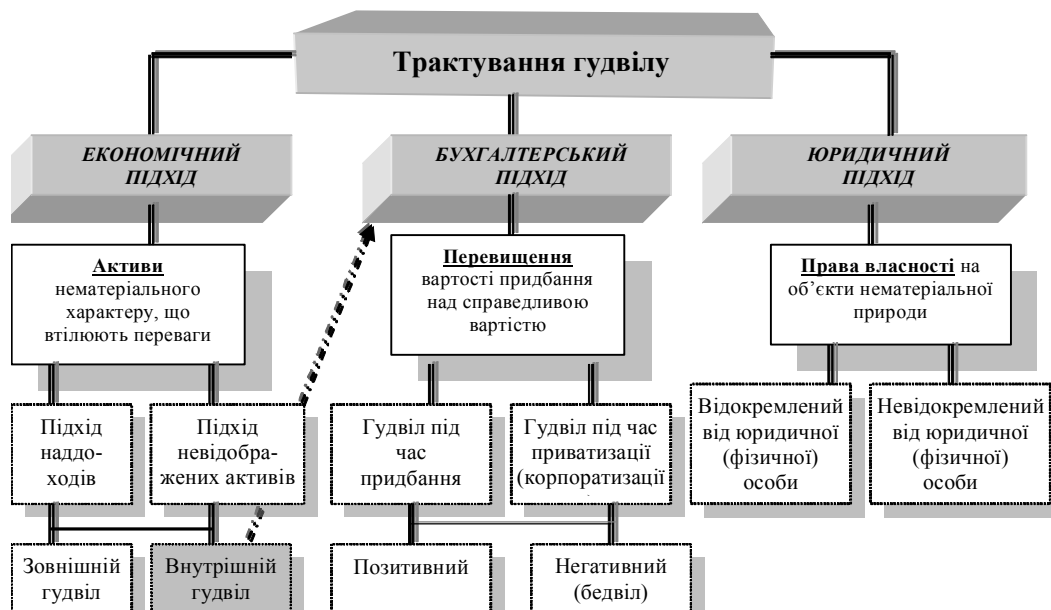 Трактування гудвілу
ЕКОНОМІЧНИЙ
ПІДХІД
БУХГАЛТЕРСЬКИЙ
ПІДХІД
ЮРИДИЧНИЙ
ПІДХІД
Активи
нематеріального
характеру, що
втілюють переваги
Перевищення
вартості придбання
над справедливою
вартістю
Права власності на
об’єкти нематеріальної
природи
Підхід
наддо-
ходів
Підхід
невідобра-
жених активів
Гудвіл під
час
придбання
Гудвіл під час
приватизації
(корпоратизації
Відокремлений
від юридичної
(фізичної)
особи
Невідокремлений
від юридичної
(фізичної)
особи
Зовнішній
гудвіл
Внутрішній
гудвіл
Позитивний
Негативний
(бедвіл)